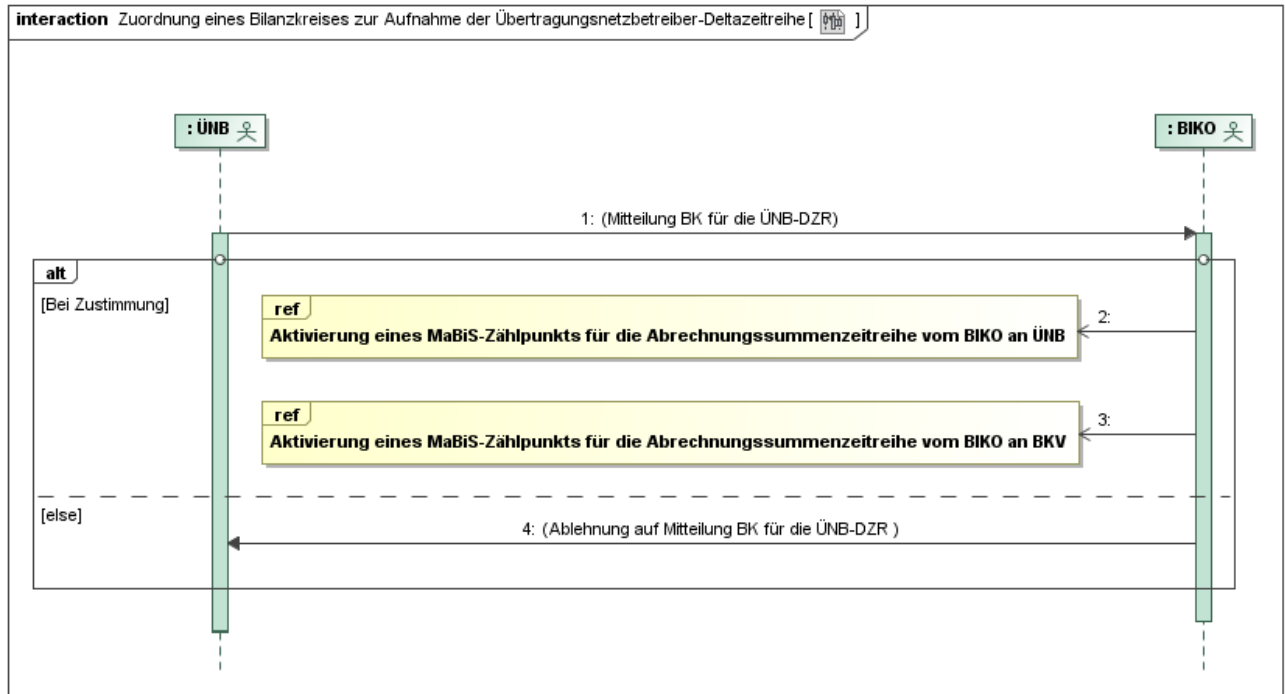 interaction Zuordnung eines Bilanzkreises zur Aufnahme der Übertragungsnetzbetreiber-Deltazeitreihe [ ]
: ÜNB
: BIKO
1: (Mitteilung BK für die ÜNB-DZR)
alt
[Bei Zustimmung]
ref
2:
Aktivierung eines MaBiS-Zählpunkts für die Abrechnungssummenzeitreihe vom BIKO an ÜNB
ref
3:
Aktivierung eines MaBiS-Zählpunkts für die Abrechnungssummenzeitreihe vom BIKO an BKV
[else]
4: (Ablehnung auf Mitteilung BK für die ÜNB-DZR )